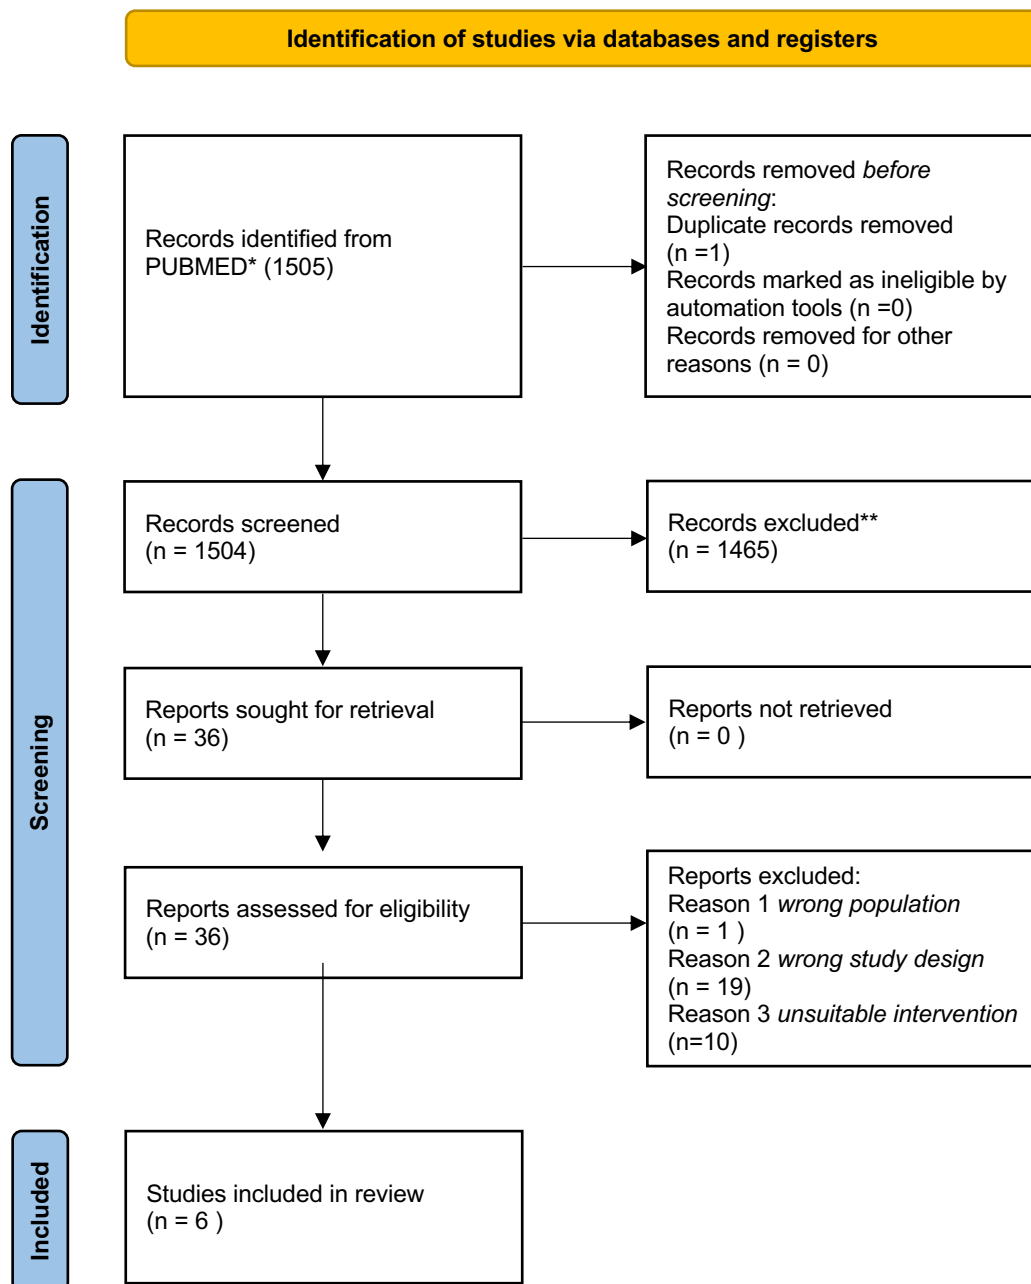 Identification of studies via databases and registers
Identification
Records identified from
PUBMED* (1505)
Records removed before
screening:
Duplicate records removed
(n =1)
Records marked as ineligible by
automation tools (n =0)
Records removed for other
reasons (n = 0)
Screening
Records screened
(n = 1504)
Records excluded**
(n = 1465)
Reports sought for retrieval
(n = 36)
Reports not retrieved
(n = 0 )
Reports assessed for eligibility
(n = 36)
Reports excluded:
Reason 1 wrong population
(n = 1 )
Reason 2 wrong study design
(n = 19)
Reason 3 unsuitable intervention
(n=10)
Included
Studies included in review
(n = 6 )